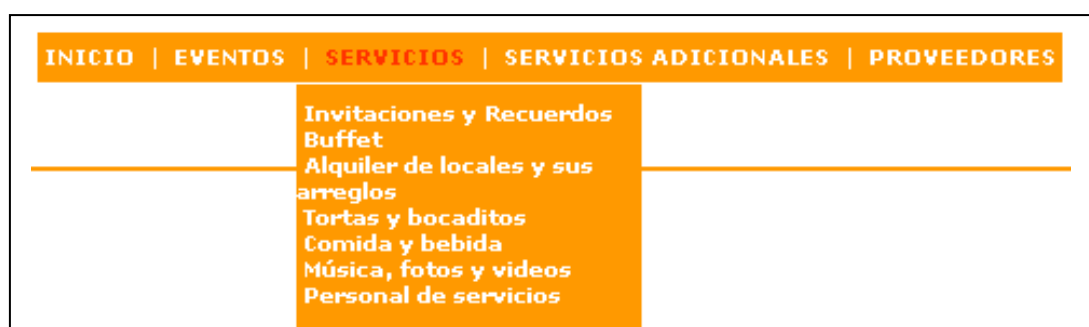 INICIO | EVENTOS | SERVICIOS | SERVICIOS ADICIONALES | PROVEEDORES
Invitaciones y Recuerdos
Buffet
Alquiler de locales y sus
arreglos
Tortas y bocaditos
Comida y bebida
Música, fotos y videos
Personal de servicios